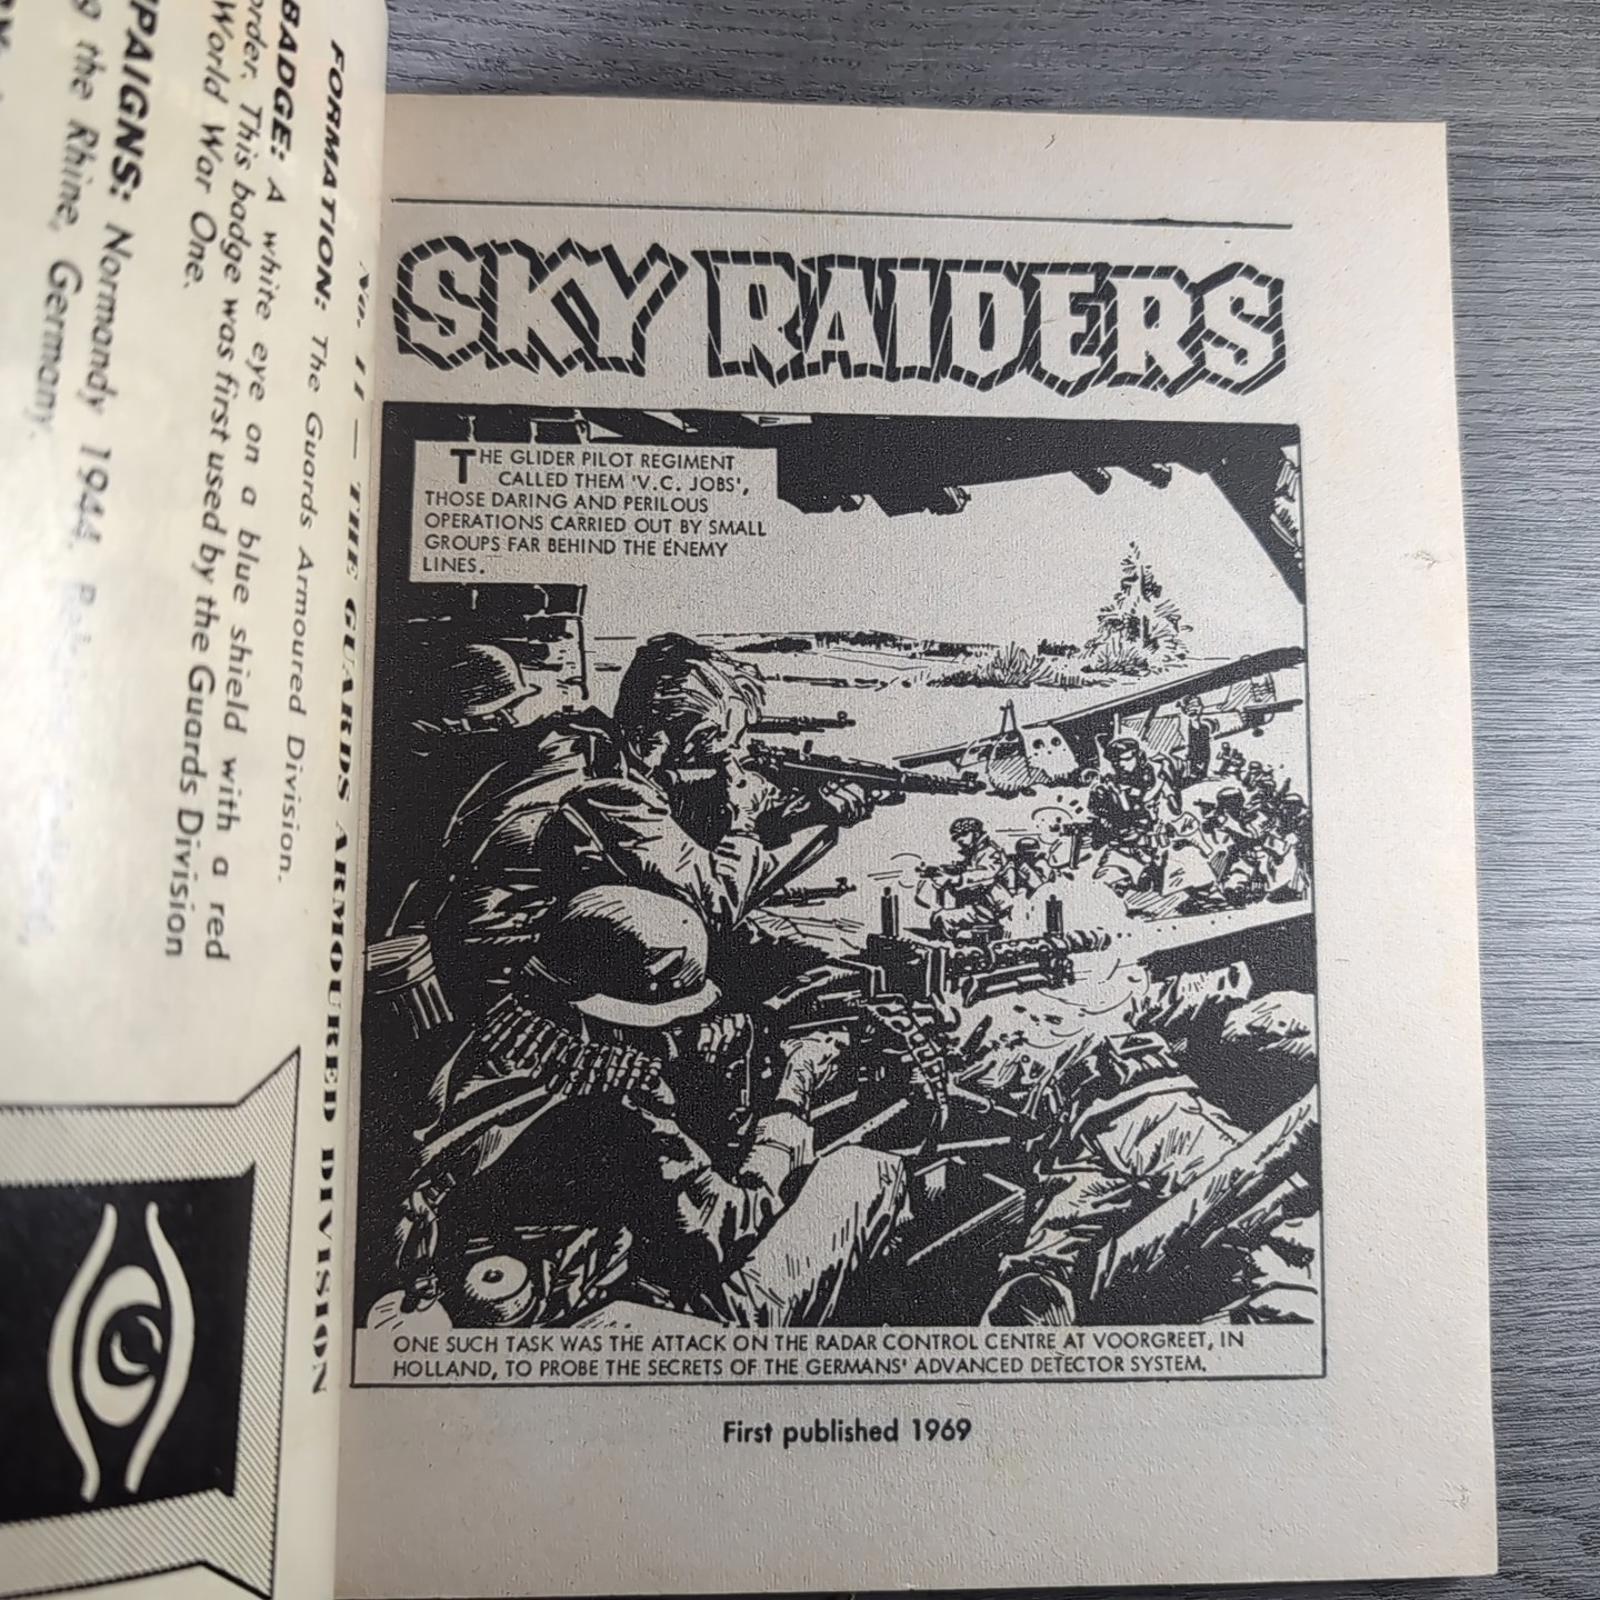 No. 11 — THE GUARDS ARMOURED DIVISION
FORMATION: The Guards Armoured Division.
BADGE: A white eye on a blue shield with a red
order. This badge was first used by the Guards Division
World War One.
PAIGNS: Normandy 1944.
the Rhine, Germany.
SKY RAIDERS
THE GLIDER PILOT REGIMENT
CALLED THEM 'V.C. JOBS',
THOSE DARING AND PERILOUS
OPERATIONS CARRIED OUT BY SMALL
GROUPS FAR BEHIND THE ENEMY
LINES.
ONE SUCH TASK WAS THE ATTACK ON THE RADAR CONTROL CENTRE AT VOORGREET, IN
HOLLAND, TO PROBE THE SECRETS OF THE GERMANS' ADVANCED DETECTOR SYSTEM.
First published 1969